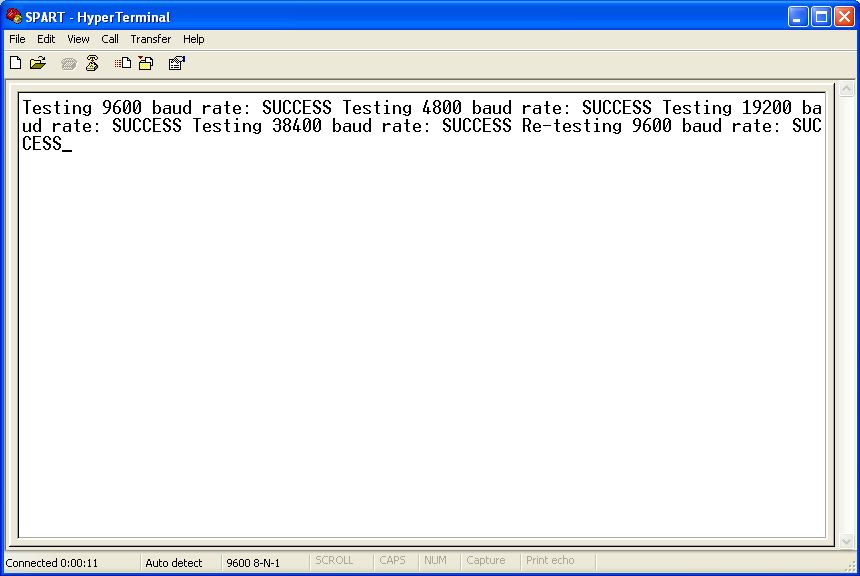 SPART - HyperTerminal
File Edit View Call Transfer Help
Testing 9600 baud rate: SUCCESS Testing 4800 baud rate: SUCCESS Testing 19200 ba
ud rate: SUCCESS Testing 38400 baud rate: SUCCESS Re-testing 9600 baud rate: SUC
CESS_
Connected 0:00:11 Auto detect 9600 8-N-1 SCROLL CAPS NUM Capture Print echo